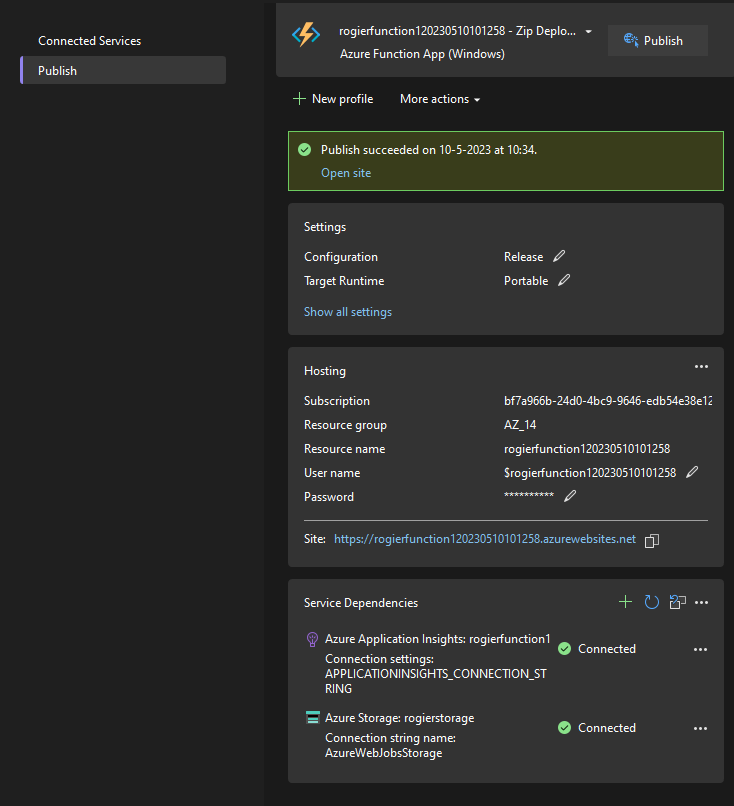 Connected Services
Publish
rogierfunction120230510101258 - Zip Deplo...
Azure Function App (Windows)
Publish
New profile
More actions
Publish succeeded on 10-5-2023 at 10:34.
Open site
Settings
Configuration Release
Target Runtime Portable
Show all settings
Hosting
Subscription bf7a966b-24d0-4bc9-9646-edb54e38e12
Resource group AZ_14
Resource name rogierfunction120230510101258
User name $rogierfunction120230510101258
Password **********
Site: https://rogierfunction120230510101258.azurewebsites.net
Service Dependencies
Azure Application Insights: rogierfunction1
Connected
Connection settings:
APPLICATIONINSIGHTS_CONNECTION_ST
RING
Azure Storage: rogierstorage
Connected
Connection string name:
AzureWebJobsStorage